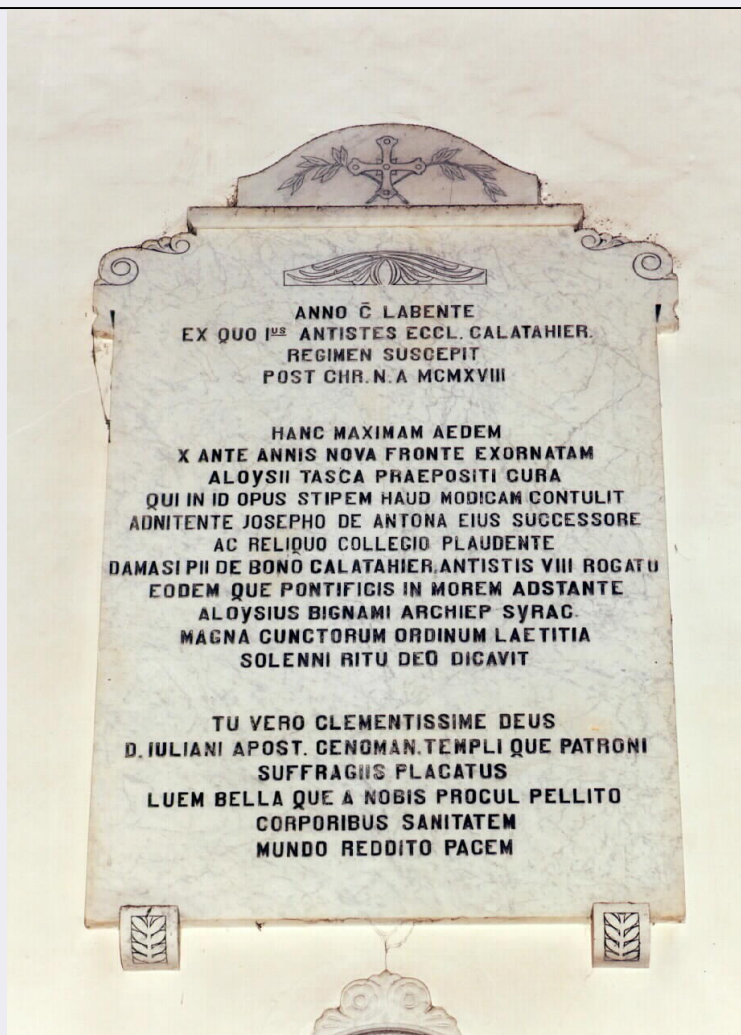 ANNO C̄ LABENTE
EX QUO Iᵘˢ ANTISTES ECCL. CALATAHIER.
REGIMEN SUSCEPIT
POST CHR. N. A MCMXVIII
HANC MAXIMAM AEDEM
X ANTE ANNIS NOVA FRONTE EXORNATAM
ALOYSII TASCA PRAEPOSITI CURA
QUI IN ID OPUS STIPEM HAUD MODICAM CONTULIT
ADNITENTE JOSEPHO DE ANTONA EIUS SUCCESSORE
AC RELIQUO COLLEGIO PLAUDENTE
DAMASI PII DE BONO CALATAHIER. ANTISTIS VIII ROGATU
EODEM QUE PONTIFICIS IN MOREM ADSTANTE
ALOYSIUS BIGNAMI ARCHIEP SYRAC.
MAGNA CUNCTORUM ORDINUM LAETITIA
SOLENNI RITU DEO DICAVIT
TU VERO CLEMENTISSIME DEUS
D. IULIANI APOST. CENOMAN. TEMPLI QUE PATRONI
SUFFRAGIIS PLACATUS
LUEM BELLA QUE A NOBIS PROCUL PELLITO
CORPORIBUS SANITATEM
MUNDO REDDITO PACEM